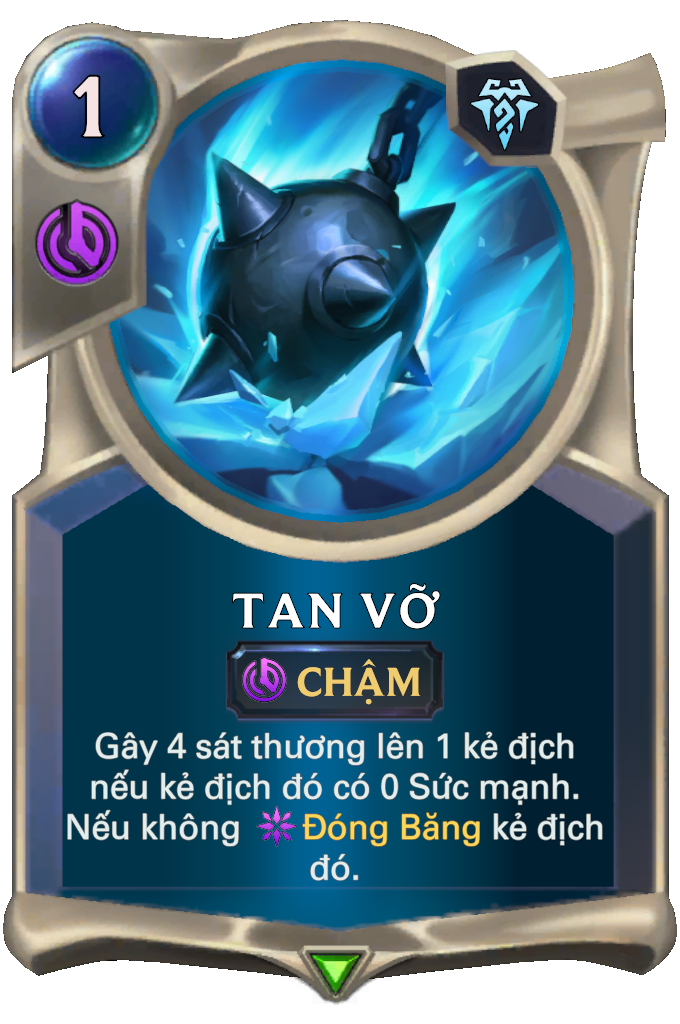 1
TAN VỠ
CHẬM
Gây 4 sát thương lên 1 kẻ địch
nếu kẻ địch đó có 0 Sức mạnh.
Nếu không Đóng Băng kẻ địch
đó.